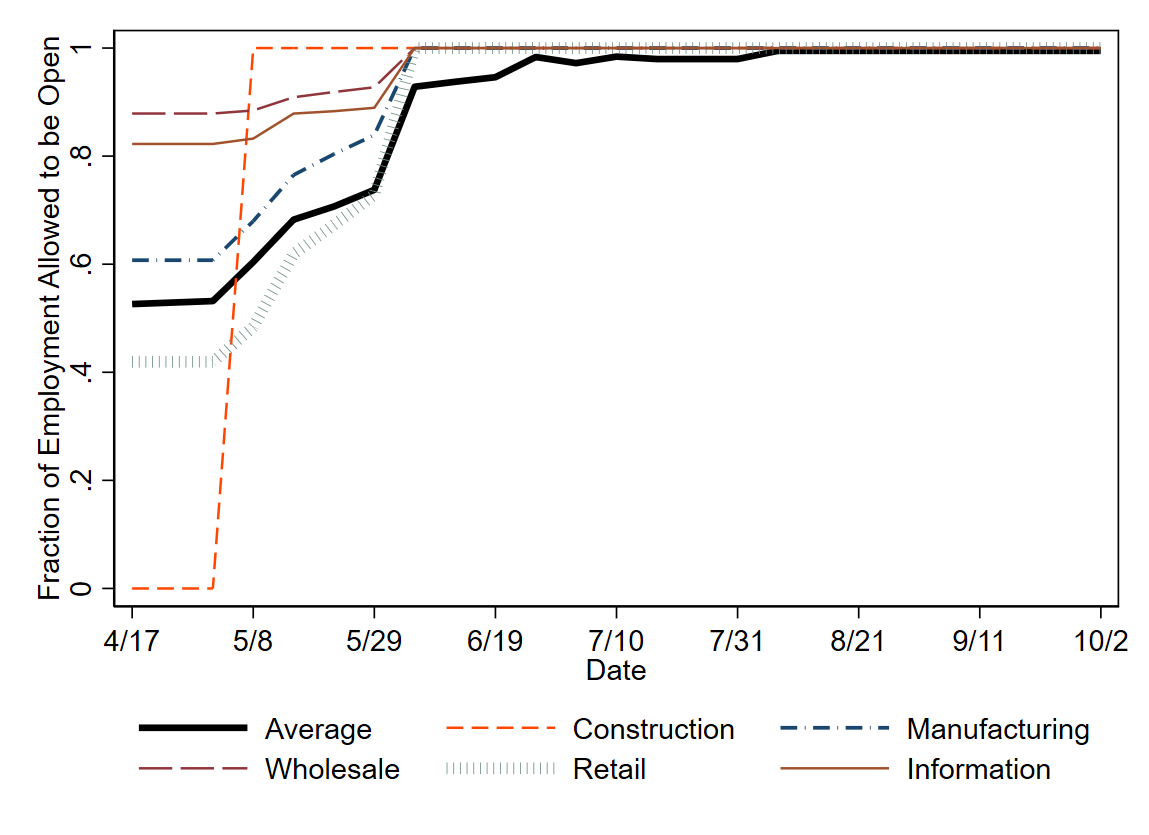 Fraction of Employment Allowed to be Open
1
.8
.6
.4
.2
0
4/17 5/8 5/29 6/19 7/10 7/31 8/21 9/11 10/2
Date
Average Construction Manufacturing
Wholesale Retail Information